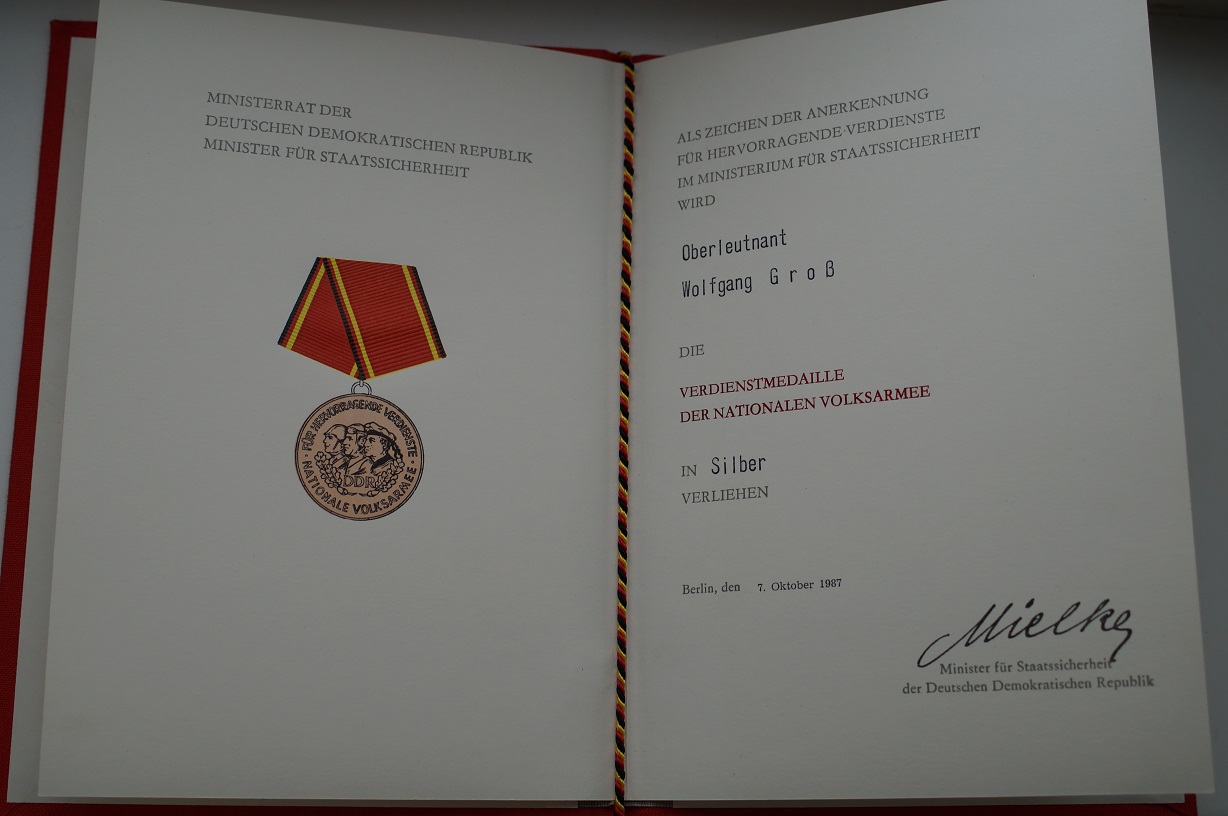 MINISTERRAT DER
DEUTSCHEN DEMOKRATISCHEN REPUBLIK
MINISTER FÜR STAATSSICHERHEIT
FÜR HERVORRAGENDE VERDIENSTE
DDR
NATIONALE VOLKSARMEE
ALS ZEICHEN DER ANERKENNUNG
FÜR HERVORRAGENDE VERDIENSTE
IM MINISTERIUM FÜR STAATSSICHERHEIT
WIRD
Oberleutnant
Wolfgang G r o ß
DIE
VERDIENSTMEDAILLE
DER NATIONALEN VOLKSARMEE
IN Silber
VERLIEHEN
Berlin, den 7. Oktober 1987
Mielke
Minister für Staatssicherheit
der Deutschen Demokratischen Republik